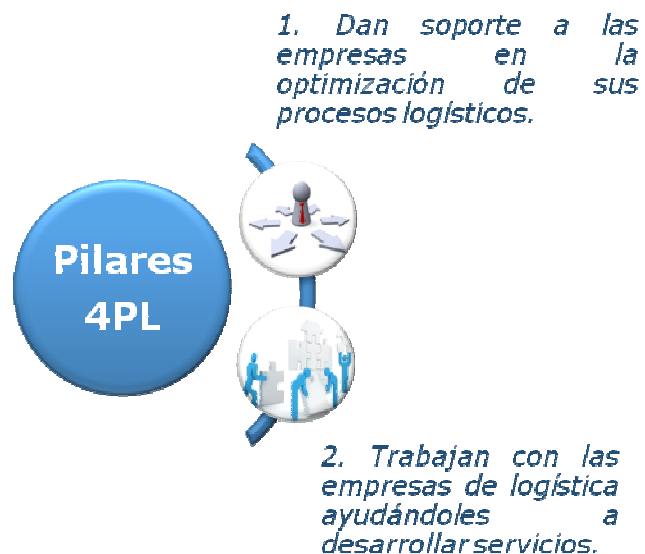 1. Dan soporte a las
empresas en la
optimización de sus
procesos logísticos.
Pilares
4PL
2. Trabajan con las
empresas de logística
ayudándoles a
desarrollar servicios.